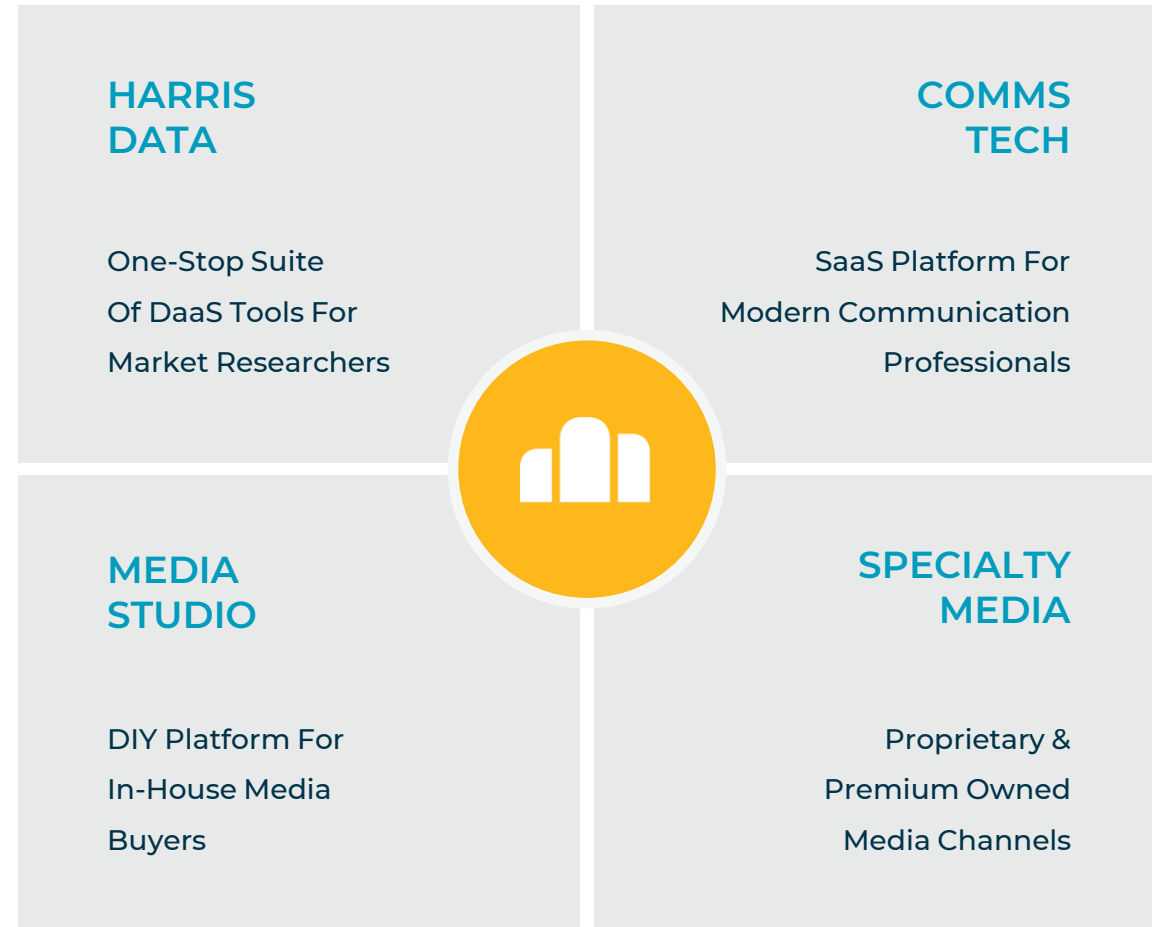 HARRIS
DATA
One-Stop Suite
Of DaaS Tools For
Market Researchers
COMMS
TECH
SaaS Platform For
Modern Communication
Professionals
MEDIA
STUDIO
DIY Platform For
In-House Media
Buyers
SPECIALTY
MEDIA
Proprietary &
Premium Owned
Media Channels